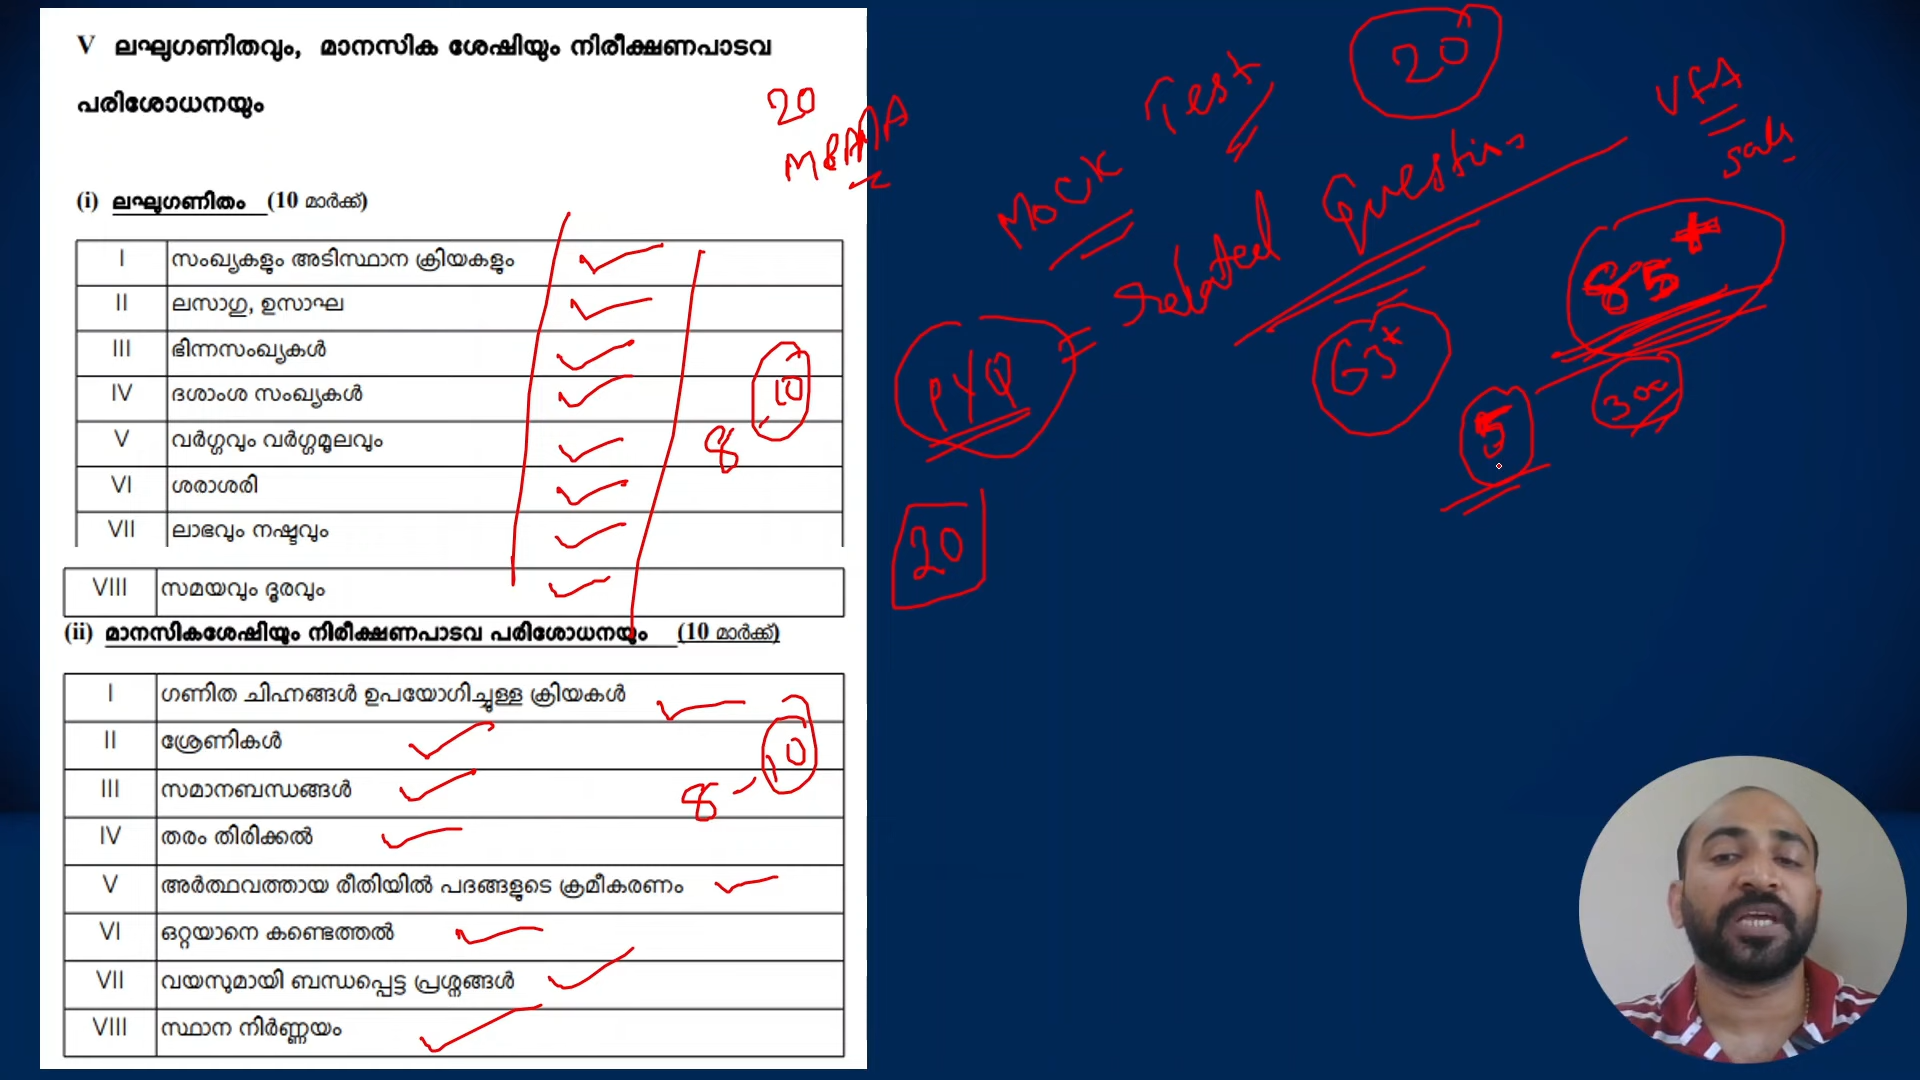 V ലഘുഗണിതവും, മാനസിക ശേഷിയും നിരീക്ഷണപാടവ
പരിശോധനയും
20
M &MA
(i) ലഘുഗണിതം (10 മാർക്ക്)
I സംഖ്യകളും അടിസ്ഥാന ക്രിയകളും
II ലസാഗു, ഉസാഘ
III ഭിന്നസംഖ്യകൾ
IV ദശാംശ സംഖ്യകൾ
V വർഗ്ഗവും വർഗ്ഗമൂലവും
VI ശരാശരി
VII ലാഭവും നഷ്ടവും
VIII സമയവും ദൂരവും
8 10
(ii) മാനസികശേഷിയും നിരീക്ഷണപാടവ പരിശോധനയും (10 മാർക്ക്)
I ഗണിത ചിഹ്നങ്ങൾ ഉപയോഗിച്ചുള്ള ക്രിയകൾ
II ശ്രേണികൾ
III സമാനബന്ധങ്ങൾ
IV തരം തിരിക്കൽ
V അർത്ഥവത്തായ രീതിയിൽ പദങ്ങളുടെ ക്രമീകരണം
VI ഒറ്റയാനെ കണ്ടെത്തൽ
VII വയസുമായി ബന്ധപ്പെട്ട പ്രശ്നങ്ങൾ
VIII സ്ഥാന നിർണ്ണയം
8 10
Mock Test 20
PYQ = related Questions
63+
VFA
85+
300
5
20